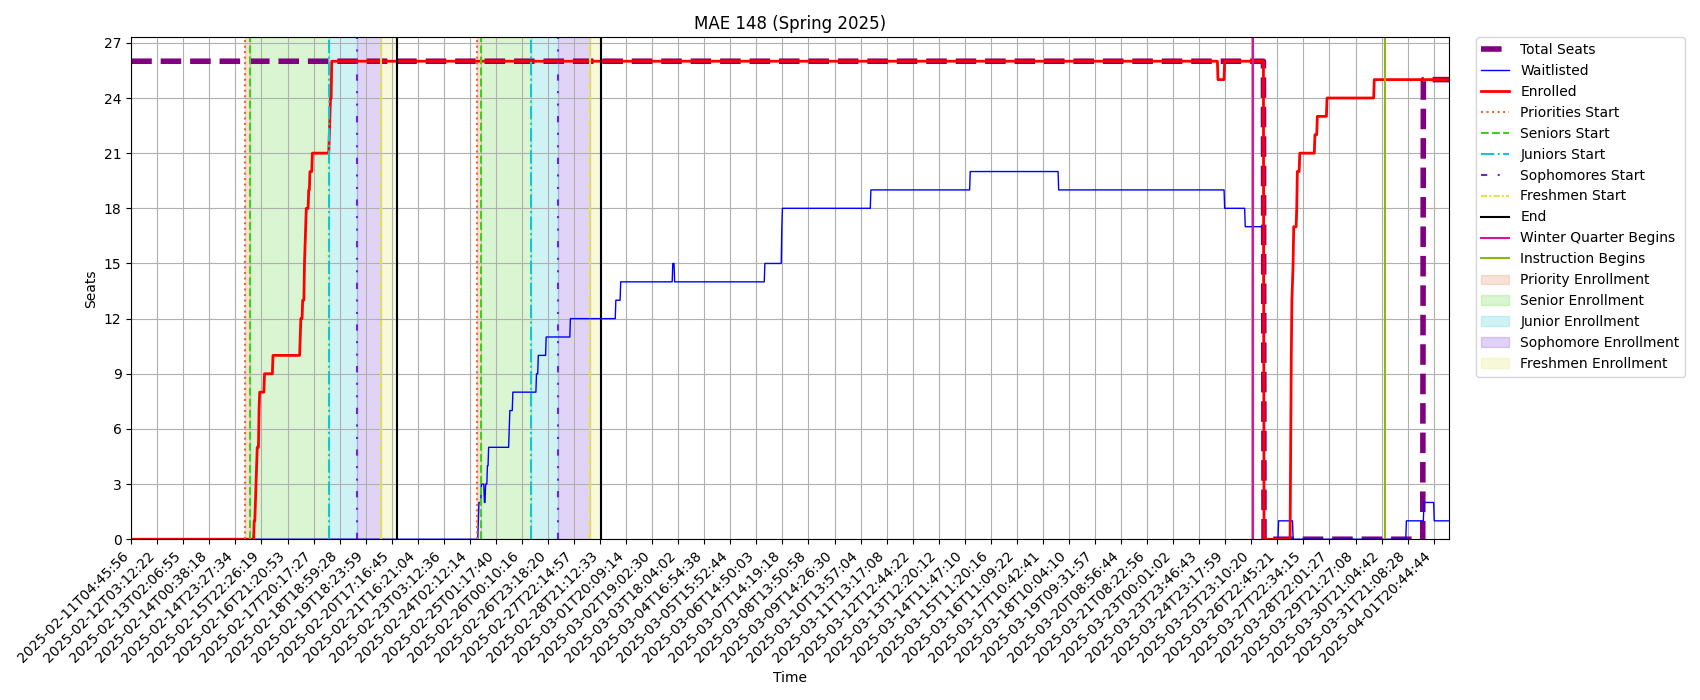 MAE 148 (Spring 2025)
Seats
27
24
21
18
15
12
9
6
3
0
2025-02-11T04:45:56
2025-02-12T03:12:22
2025-02-13T02:06:55
2025-02-14T00:38:18
2025-02-14T23:27:34
2025-02-15T22:26:19
2025-02-16T21:20:53
2025-02-17T20:17:27
2025-02-18T18:59:28
2025-02-19T18:23:59
2025-02-20T17:16:45
2025-02-21T16:21:04
2025-02-23T13:12:36
2025-02-24T02:12:14
2025-02-25T01:17:40
2025-02-26T00:10:16
2025-02-26T23:18:20
2025-02-27T22:14:57
2025-02-28T21:12:33
2025-03-01T20:09:14
2025-03-02T19:02:30
2025-03-03T18:04:02
2025-03-04T16:54:38
2025-03-05T15:52:44
2025-03-06T14:50:03
2025-03-07T14:19:18
2025-03-08T13:50:58
2025-03-09T14:26:30
2025-03-10T13:57:04
2025-03-11T13:17:08
2025-03-12T12:44:22
2025-03-13T12:20:12
2025-03-14T11:47:10
2025-03-15T11:20:16
2025-03-16T11:09:22
2025-03-17T10:42:41
2025-03-18T10:04:10
2025-03-19T09:31:57
2025-03-20T08:56:44
2025-03-21T08:22:56
2025-03-23T00:01:02
2025-03-23T23:46:43
2025-03-24T23:17:59
2025-03-25T23:10:20
2025-03-26T22:45:21
2025-03-27T22:34:15
2025-03-28T22:01:27
2025-03-29T21:27:08
2025-03-30T21:04:42
2025-03-31T21:08:28
2025-04-01T20:44:44
Time
Total Seats
Waitlisted
Enrolled
Priorities Start
Seniors Start
Juniors Start
Sophomores Start
Freshmen Start
End
Winter Quarter Begins
Instruction Begins
Priority Enrollment
Senior Enrollment
Junior Enrollment
Sophomore Enrollment
Freshmen Enrollment